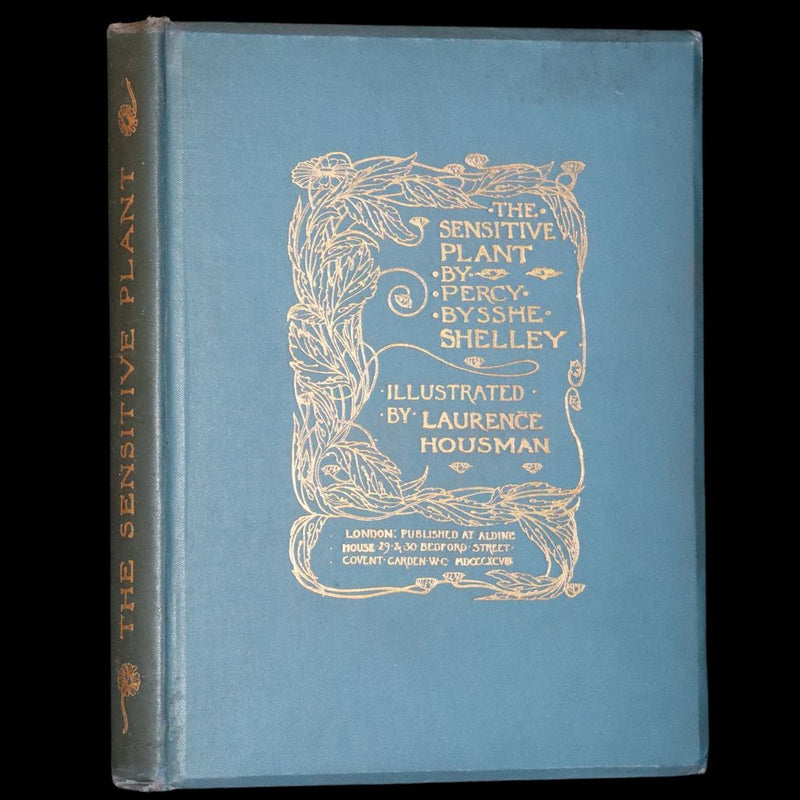 THE SENSITIVE PLANT
·THE·
SENSITIVE
PLANT
·BY·
·PERCY·
·BYSSHE·
SHELLEY
·ILLUSTRATED·
·BY· LAURENCE
HOUSMAN
LONDON: PUBLISHED AT ALDINE
HOUSE 29 & 30 BEDFORD STREET
COVENT GARDEN W·C MDCCCXCVIII